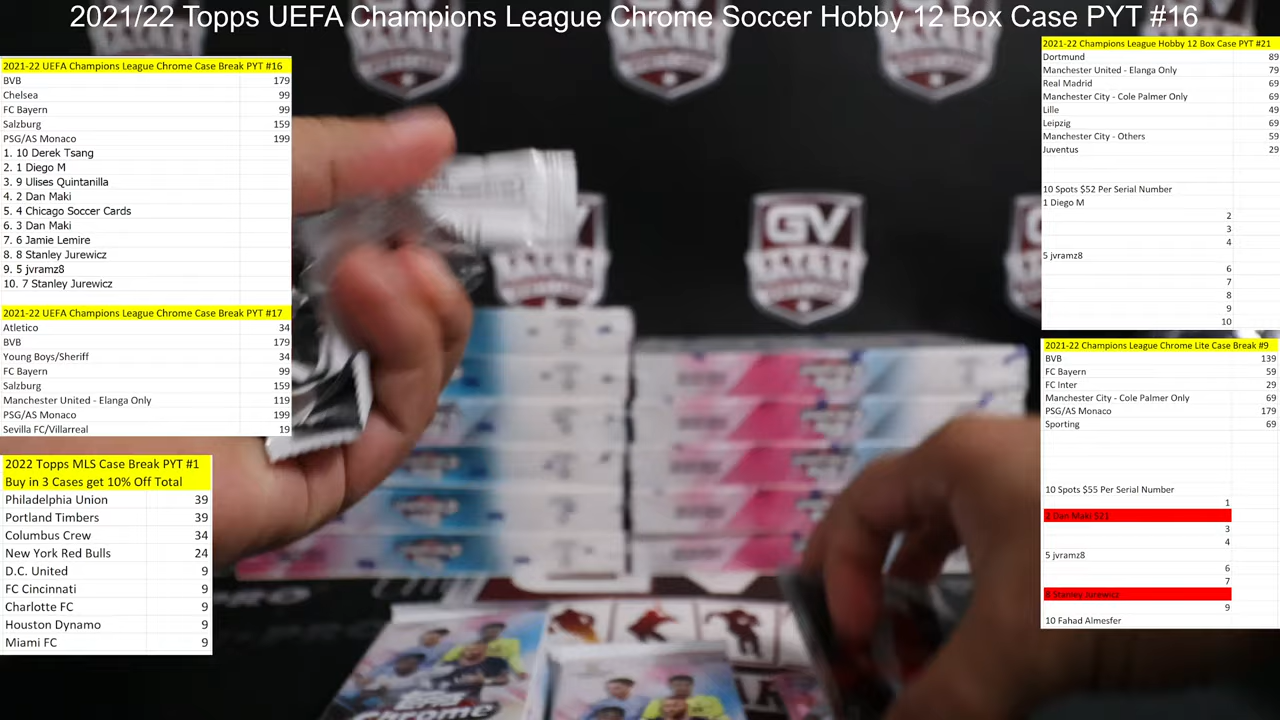 2021/22 Topps UEFA Champions League Chrome Soccer Hobby 12 Box Case PYT #16
2021-22 UEFA Champions League Chrome Case Break PYT #16
BVB 179
Chelsea 99
FC Bayern 99
Salzburg 159
PSG/AS Monaco 199
1. 10 Derek Tsang
2. 1 Diego M
3. 9 Ulises Quintanilla
4. 2 Dan Maki
5. 4 Chicago Soccer Cards
6. 3 Dan Maki
7. 6 Jamie Lemire
8. 8 Stanley Jurewicz
9. 5 jvramz8
10. 7 Stanley Jurewicz
2021-22 UEFA Champions League Chrome Case Break PYT #17
Atletico 34
BVB 179
Young Boys/Sheriff 34
FC Bayern 99
Salzburg 159
Manchester United - Elanga Only 119
PSG/AS Monaco 199
Sevilla FC/Villarreal 19
2022 Topps MLS Case Break PYT #1
Buy in 3 Cases get 10% Off Total
Philadelphia Union 39
Portland Timbers 39
Columbus Crew 34
New York Red Bulls 24
D.C. United 9
FC Cincinnati 9
Charlotte FC 9
Houston Dynamo 9
Miami FC 9
2021-22 Champions League Hobby 12 Box Case PYT #21
Dortmund 89
Manchester United - Elanga Only 79
Real Madrid 69
Manchester City - Cole Palmer Only 69
Lille 49
Leipzig 69
Manchester City - Others 59
Juventus 29
10 Spots $52 Per Serial Number
1 Diego M
2
3
4
5 jvramz8
6
7
8
9
10
2021-22 Champions League Chrome Lite Case Break #9
BVB 139
FC Bayern 59
FC Inter 29
Manchester City - Cole Palmer Only 69
PSG/AS Monaco 179
Sporting 69
10 Spots $55 Per Serial Number
1
2 Dan Maki 521
3
4
5 jvramz8
6
7
8 Stanley Jurewicz
9
10 Fahad Almesfer
GV
Chrome